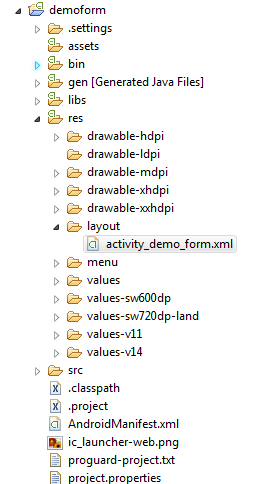 demoform
.settings
assets
bin
gen [Generated Java Files]
libs
res
drawable-hdpi
drawable-ldpi
drawable-mdpi
drawable-xhdpi
drawable-xxhdpi
layout
activity_demo_form.xml
menu
values
values-sw600dp
values-sw720dp-land
values-v11
values-v14
src
.classpath
.project
AndroidManifest.xml
ic_launcher-web.png
proguard-project.txt
project.properties